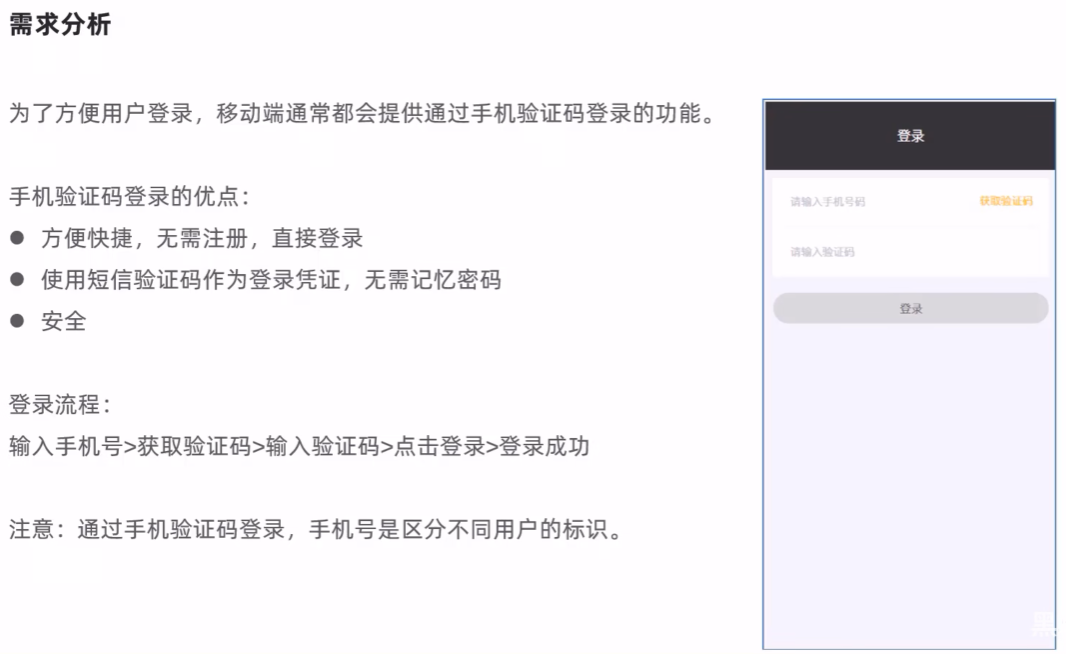 需求分析
为了方便用户登录，移动端通常都会提供通过手机验证码登录的功能。
手机验证码登录的优点：
● 方便快捷，无需注册，直接登录
● 使用短信验证码作为登录凭证，无需记忆密码
● 安全
登录流程：
输入手机号>获取验证码>输入验证码>点击登录>登录成功
注意：通过手机验证码登录，手机号是区分不同用户的标识。
登录
请输入手机号码 获取验证码
请输入验证码
登录